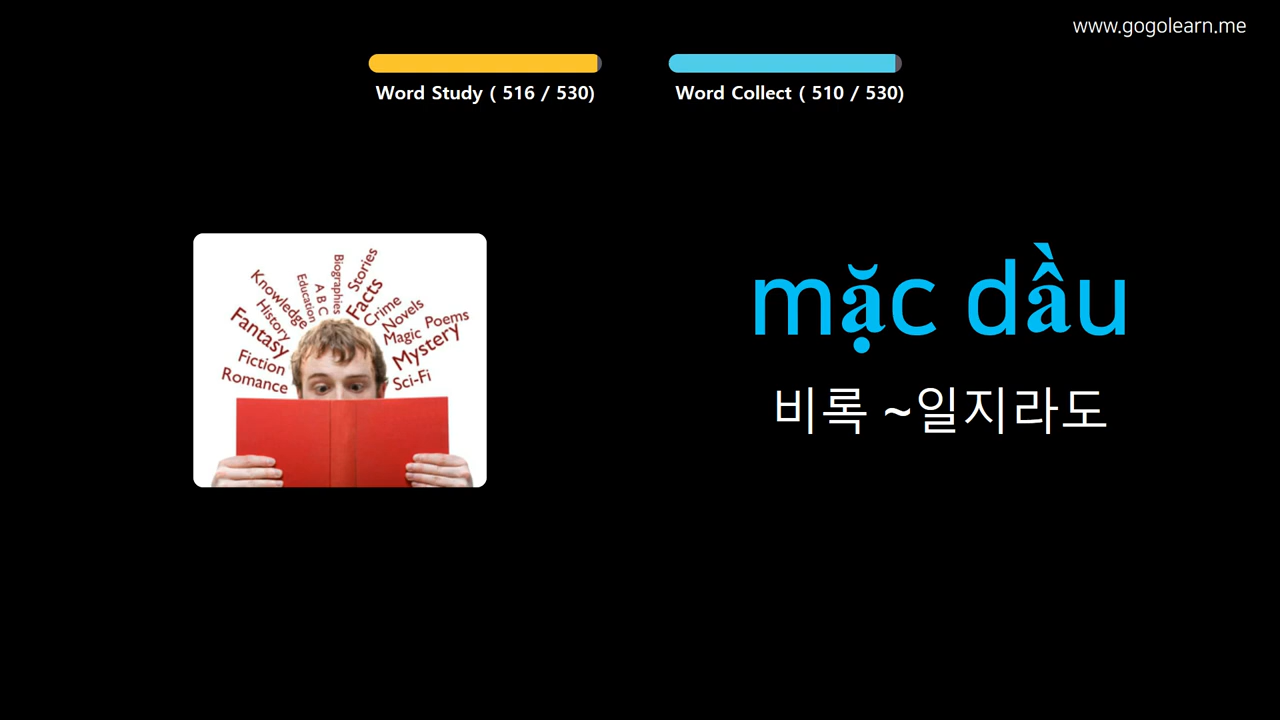 www.gogolearn.me
Word Study ( 516 / 530)
Word Collect ( 510 / 530)
mặc dầu
비록 ~일지라도
Knowledge
History
Fantasy
Fiction
Romance
Education
A B C
Biographies
Stories
Facts
Crime
Novels
Magic
Poems
Mystery
Sci-Fi